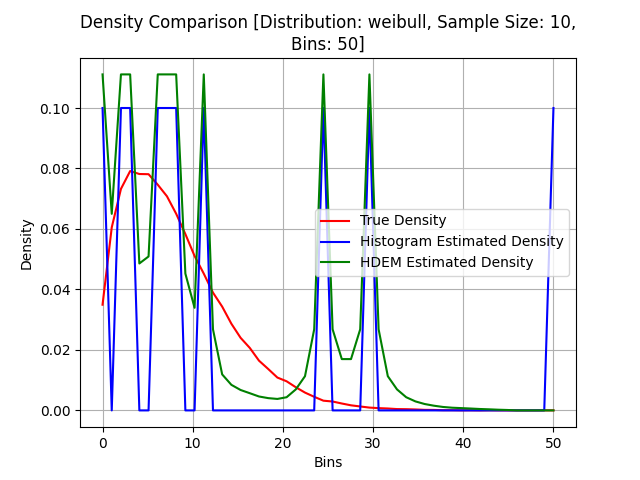 Density Comparison [Distribution: weibull, Sample Size: 10,
Bins: 50]
Density
0.10
0.08
0.06
0.04
0.02
0.00
True Density
Histogram Estimated Density
HDEM Estimated Density
0 10 20 30 40 50
Bins